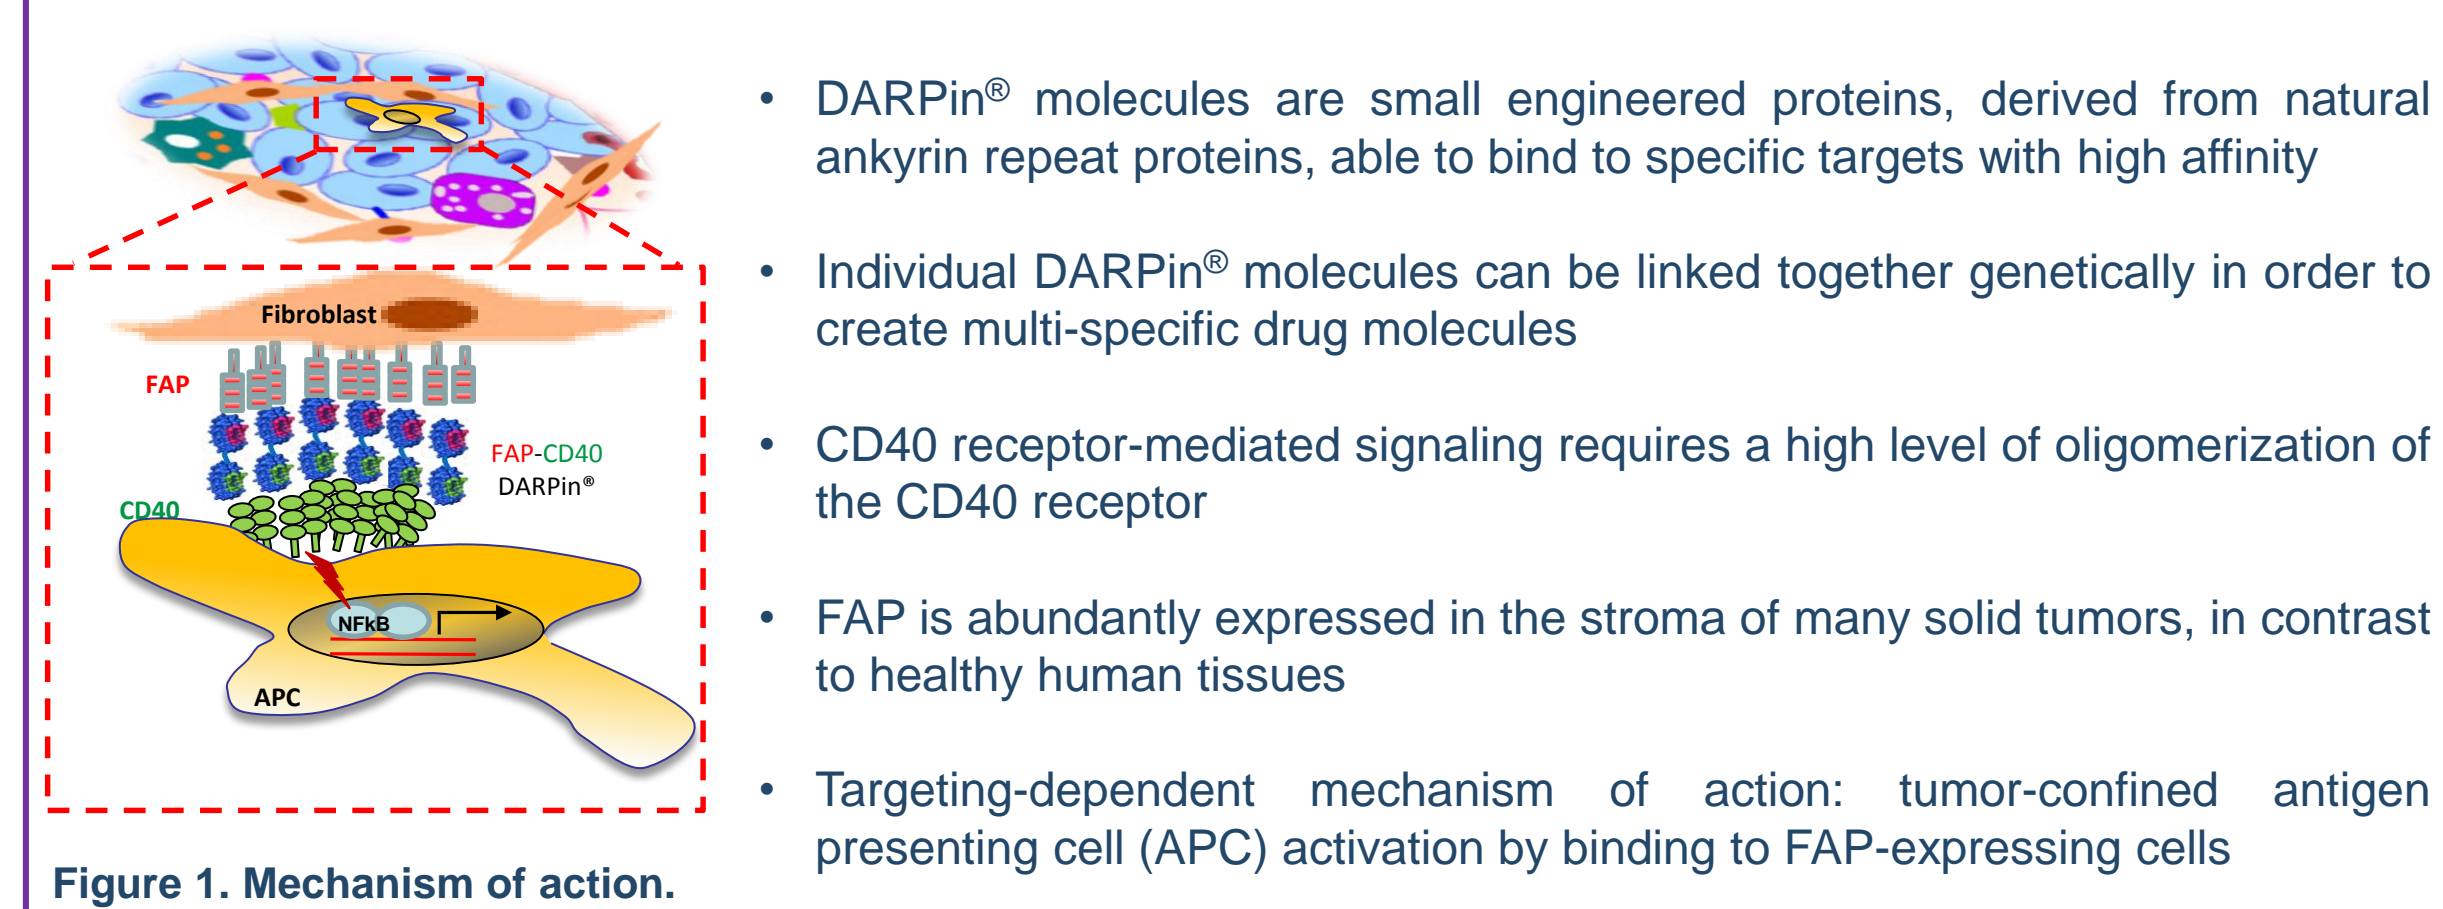 Fibroblast
FAP
FAP-CD40
DARPin®
CD40
NFkB
APC
Figure 1. Mechanism of action.
• DARPin® molecules are small engineered proteins, derived from natural
ankyrin repeat proteins, able to bind to specific targets with high affinity
• Individual DARPin® molecules can be linked together genetically in order to
create multi-specific drug molecules
• CD40 receptor-mediated signaling requires a high level of oligomerization of
the CD40 receptor
• FAP is abundantly expressed in the stroma of many solid tumors, in contrast
to healthy human tissues
• Targeting-dependent mechanism of action: tumor-confined antigen
presenting cell (APC) activation by binding to FAP-expressing cells